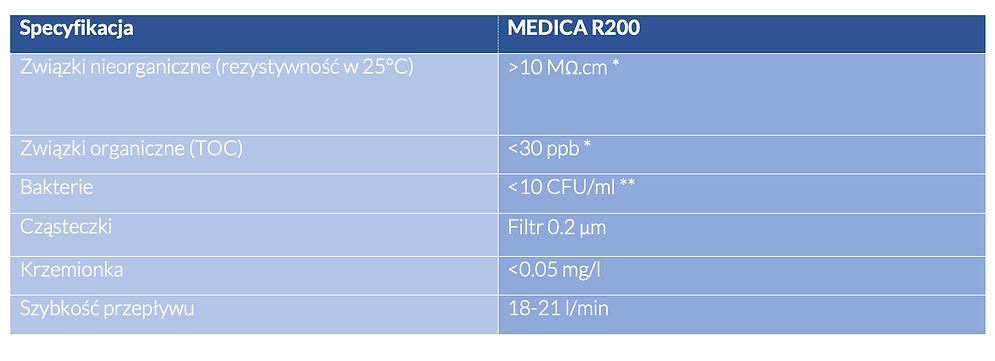 Specyfikacja MEDICA R200
Związki nieorganiczne (rezystywność w 25°C) >10 MΩ.cm *
Związki organiczne (TOC) <30 ppb *
Bakterie <10 CFU/ml **
Cząsteczki Filtr 0.2 µm
Krzemionka <0.05 mg/l
Szybkość przepływu 18-21 l/min